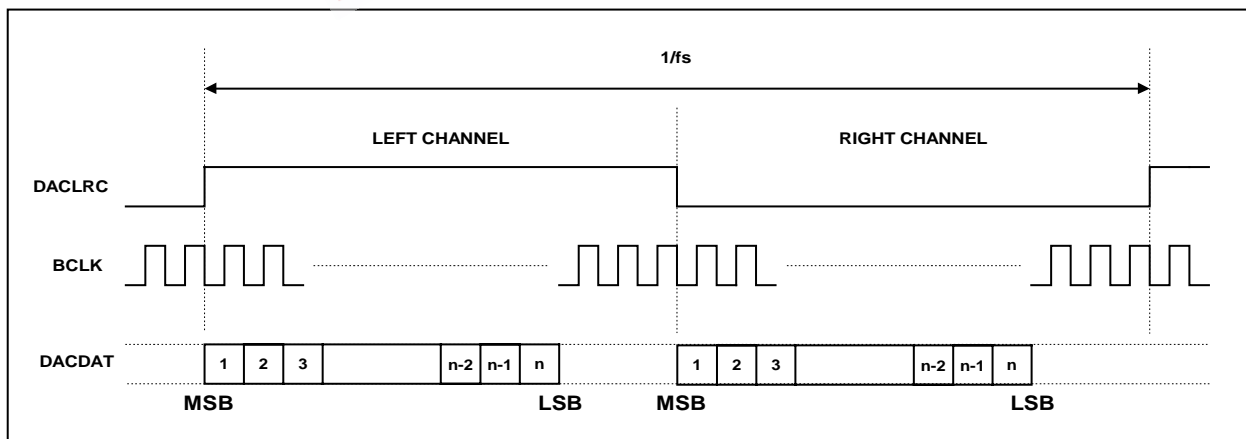 1/fs
LEFT CHANNEL RIGHT CHANNEL
DACLRC
BCLK
DACDAT 1 2 3 n-2 n-1 n 1 2 3 n-2 n-1 n
MSB LSB MSB LSB